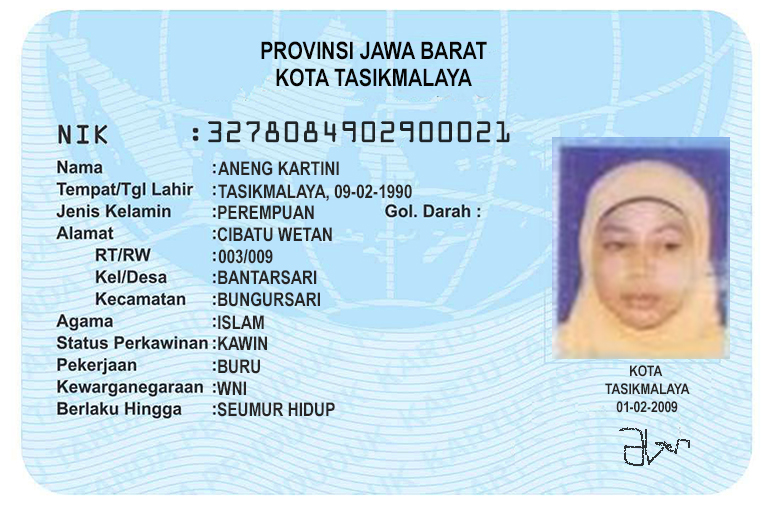 PROVINSI JAWA BARAT
KOTA TASIKMALAYA
NIK :3278084902900021
Nama :ANENG KARTINI
Tempat/Tgl Lahir :TASIKMALAYA, 09-02-1990
Jenis Kelamin :PEREMPUAN Gol. Darah :
Alamat :CIBATU WETAN
RT/RW :003/009
Kel/Desa :BANTARSARI
Kecamatan :BUNGURSARI
Agama :ISLAM
Status Perkawinan :KAWIN
Pekerjaan :BURU
Kewarganegaraan :WNI
Berlaku Hingga :SEUMUR HIDUP
KOTA
TASIKMALAYA
01-02-2009